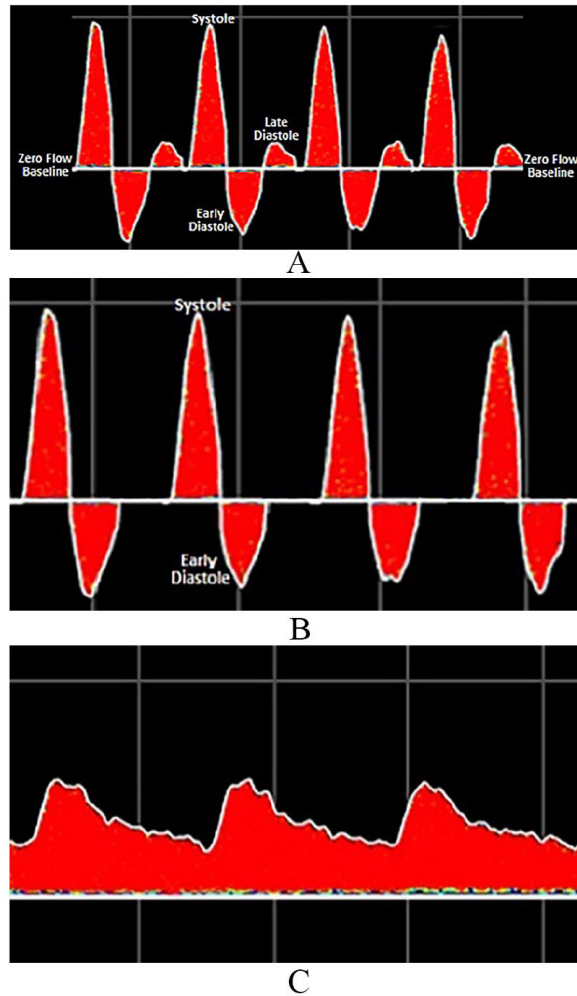 Systole
Late
Diastole
Zero Flow
Baseline
Zero Flow
Baseline
Early
Diastole
A
Systole
Early
Diastole
B
C